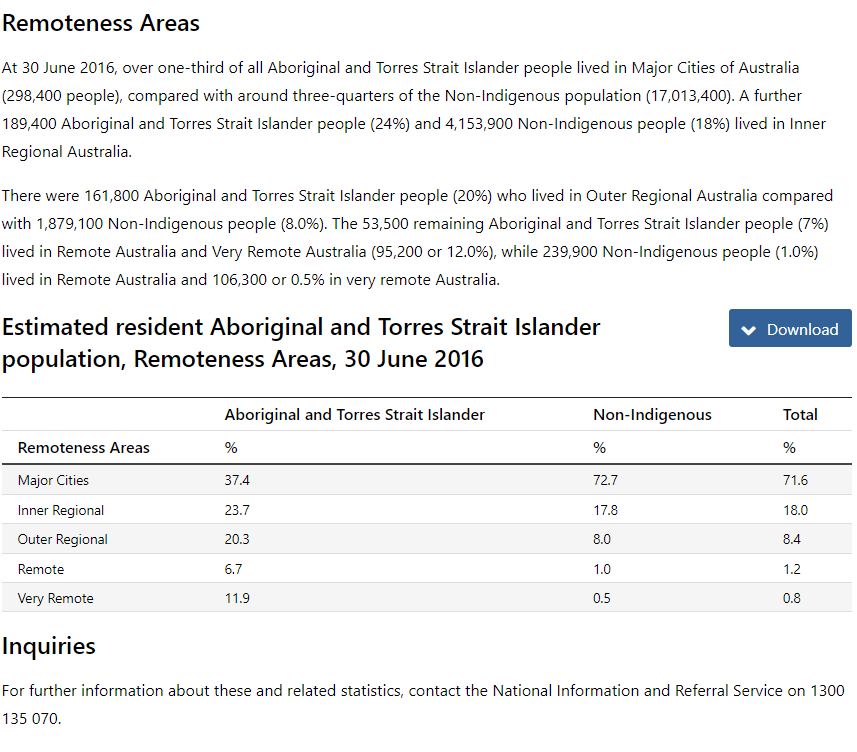 Remoteness Areas
At 30 June 2016, over one-third of all Aboriginal and Torres Strait Islander people lived in Major Cities of Australia
(298,400 people), compared with around three-quarters of the Non-Indigenous population (17,013,400). A further
189,400 Aboriginal and Torres Strait Islander people (24%) and 4,153,900 Non-Indigenous people (18%) lived in Inner
Regional Australia.
There were 161,800 Aboriginal and Torres Strait Islander people (20%) who lived in Outer Regional Australia compared
with 1,879,100 Non-Indigenous people (8.0%). The 53,500 remaining Aboriginal and Torres Strait Islander people (7%)
lived in Remote Australia and Very Remote Australia (95,200 or 12.0%), while 239,900 Non-Indigenous people (1.0%)
lived in Remote Australia and 106,300 or 0.5% in very remote Australia.
Estimated resident Aboriginal and Torres Strait Islander
population, Remoteness Areas, 30 June 2016
Download
Aboriginal and Torres Strait Islander Non-Indigenous Total
Remoteness Areas % % %
Major Cities 37.4 72.7 71.6
Inner Regional 23.7 17.8 18.0
Outer Regional 20.3 8.0 8.4
Remote 6.7 1.0 1.2
Very Remote 11.9 0.5 0.8
Inquiries
For further information about these and related statistics, contact the National Information and Referral Service on 1300
135 070.